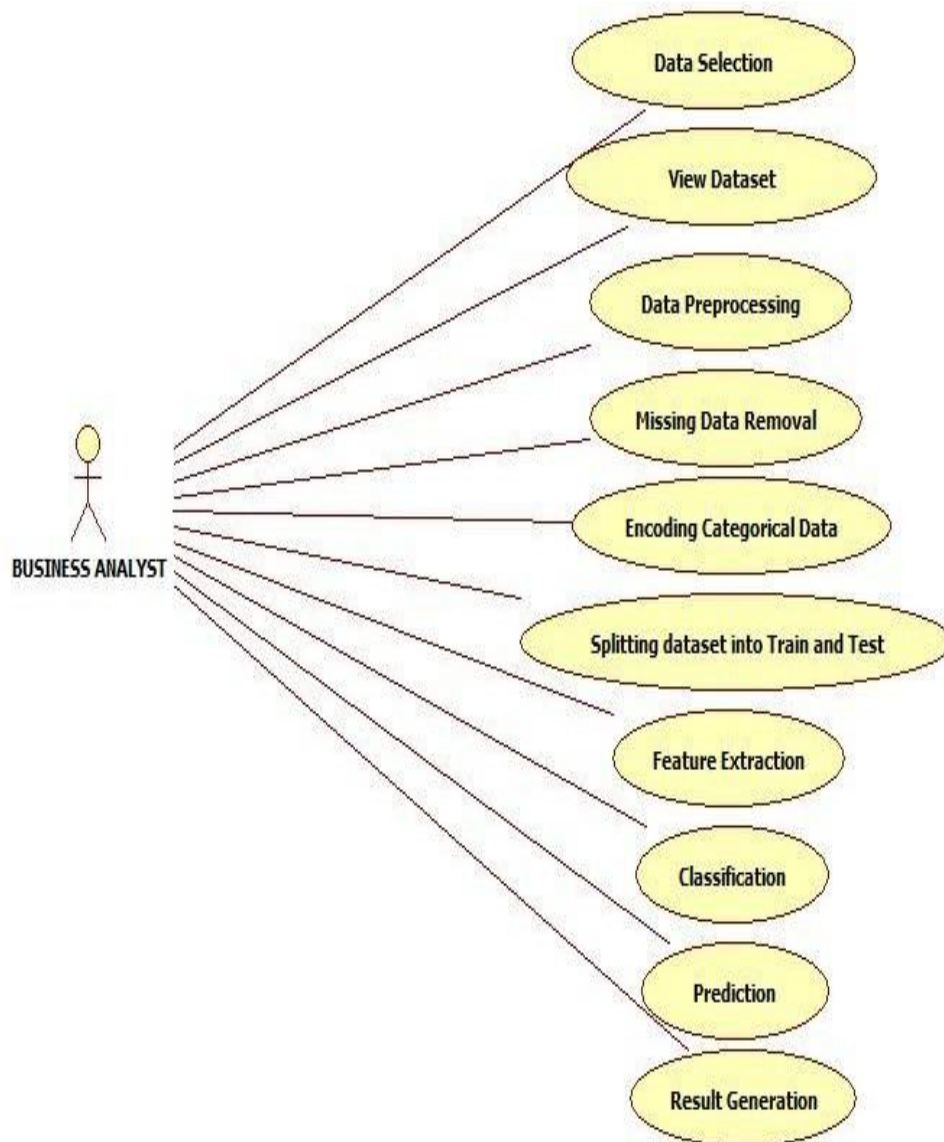 Data Selection
View Dataset
Data Preprocessing
Missing Data Removal
Encoding Categorical Data
BUSINESS ANALYST
Splitting dataset into Train and Test
Feature Extraction
Classification
Prediction
Result Generation